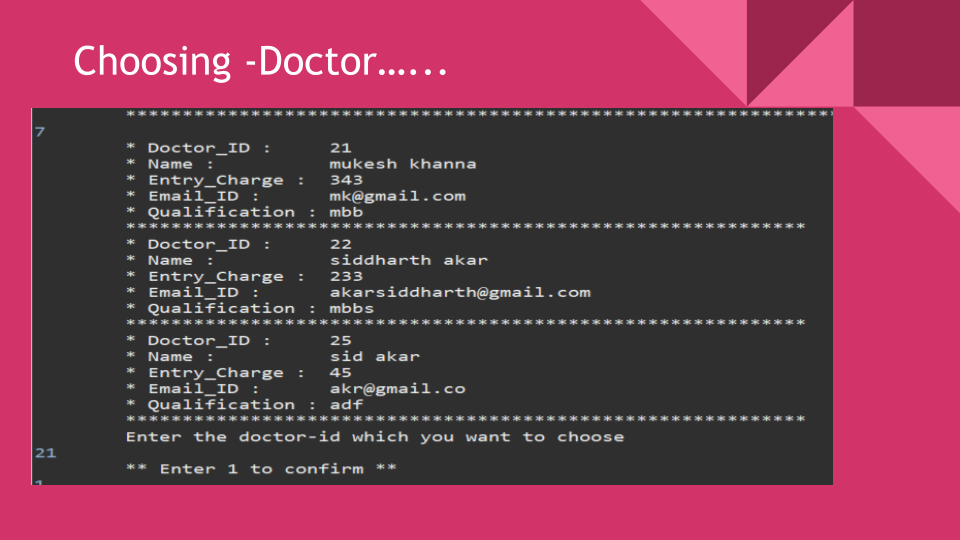 Choosing -Doctor…...
***************************************************************
7
* Doctor_ID : 21
* Name : mukesh khanna
* Entry_Charge : 343
* Email_ID : mk@gmail.com
* Qualification : mbb
************************************************************
* Doctor_ID : 22
* Name : siddharth akar
* Entry_Charge : 233
* Email_ID : akarsiddharth@gmail.com
* Qualification : mbbs
************************************************************
* Doctor_ID : 25
* Name : sid akar
* Entry_Charge : 45
* Email_ID : akr@gmail.co
* Qualification : adf
************************************************************
Enter the doctor-id which you want to choose
21
** Enter 1 to confirm **
1